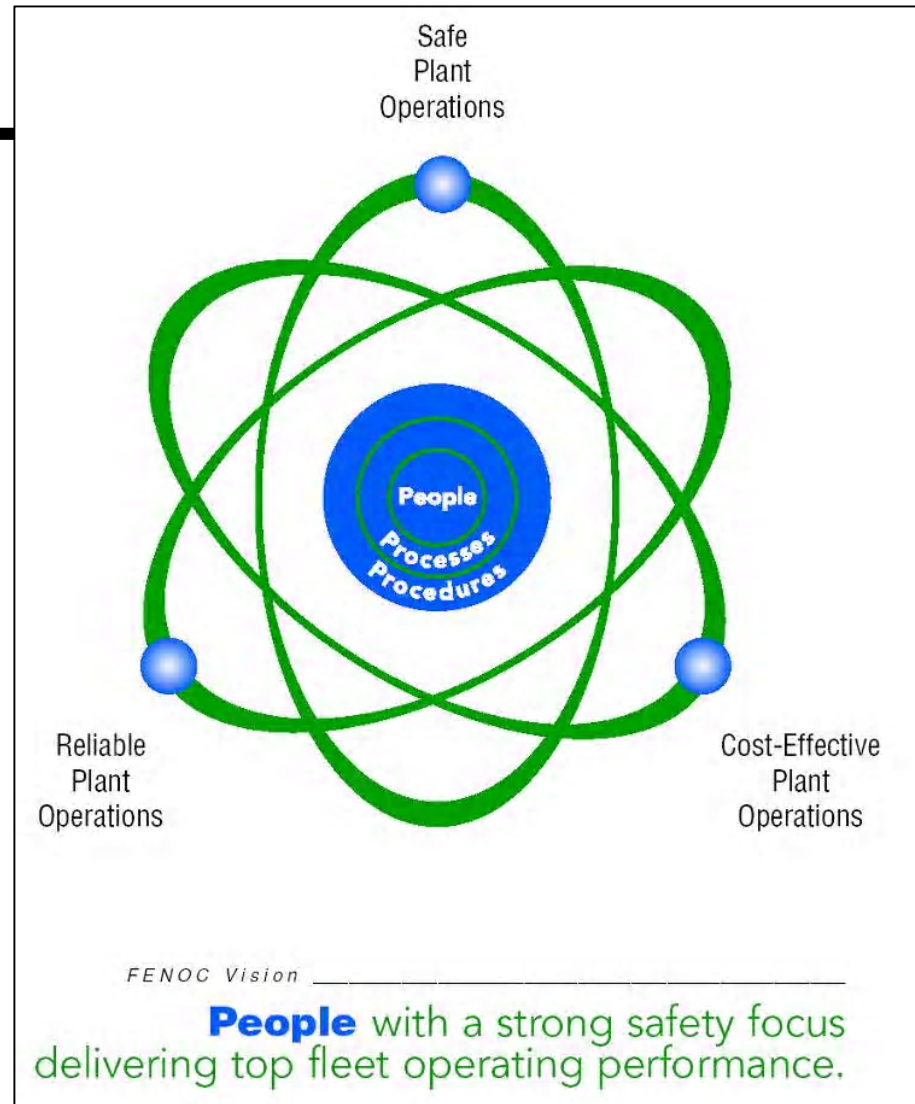 Safe
Plant
Operations
People
Processes
Procedures
Reliable
Plant
Operations
Cost-Effective
Plant
Operations
FENOC Vision
People with a strong safety focus
delivering top fleet operating performance.